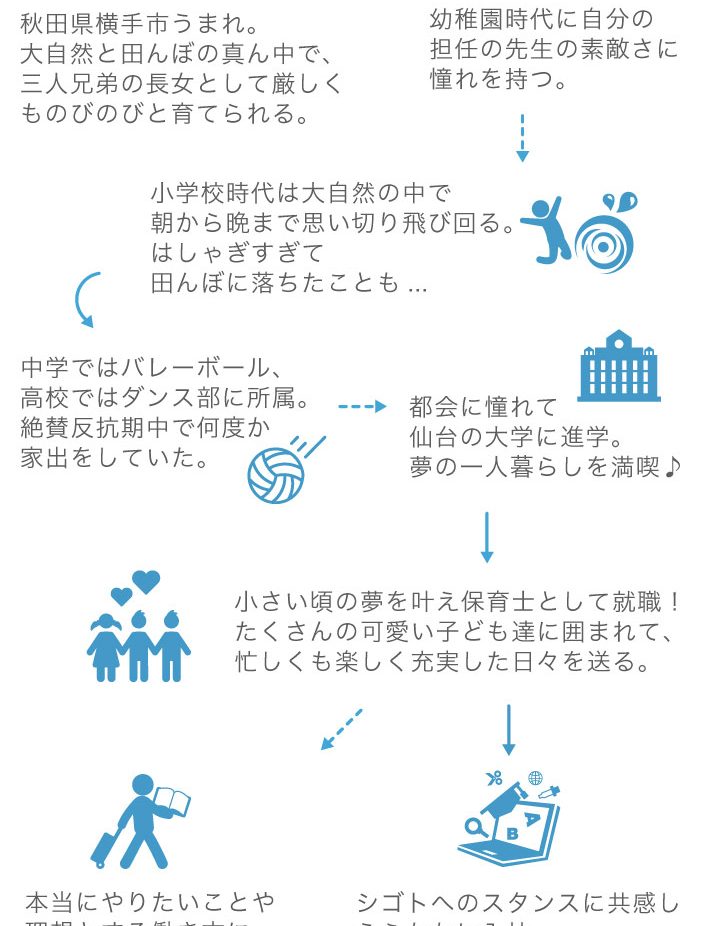 秋田県横手市うまれ。
大自然と田んぼの真ん中で、
三人兄弟の長女として厳しく
ものびのびと育てられる。
幼稚園時代に自分の
担任の先生の素敵さに
憧れを持つ。
小学校時代は大自然の中で
朝から晩まで思い切り飛び回る。
はしゃぎすぎて
田んぼに落ちたことも...
中学ではバレーボール、
高校ではダンス部に所属。
絶賛反抗期中で何度か
家出をしていた。
都会に憧れて
仙台の大学に進学。
夢の一人暮らしを満喫♪
小さい頃の夢を叶え保育士として就職！
たくさんの可愛い子ども達に囲まれて、
忙しくも楽しく充実した日々を送る。
A
B
本当にやりたいことや
シゴトへのスタンスに共感し